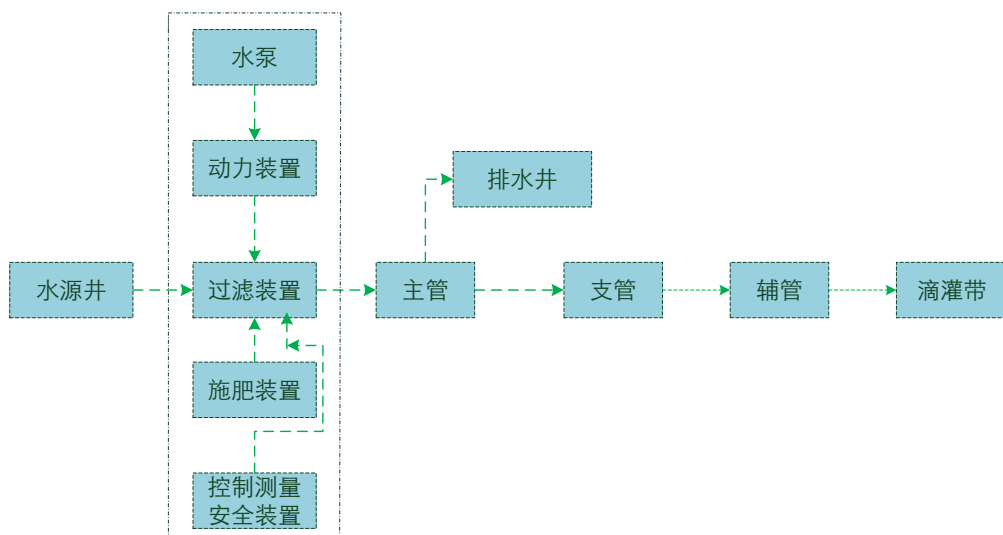 水泵
动力装置
排水井
水源井
过滤装置
主管
支管
辅管
滴灌带
施肥装置
控制测量
安全装置